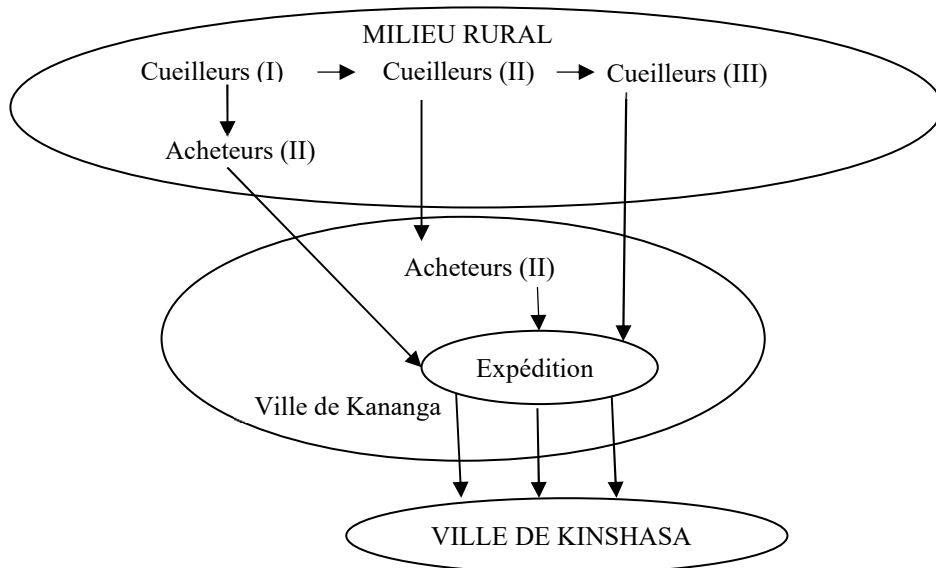 MILIEU RURAL
Cueilleurs (I) Cueilleurs (II) Cueilleurs (III)
Acheteurs (II)
Acheteurs (II)
Expédition
Ville de Kananga
VILLE DE KINSHASA